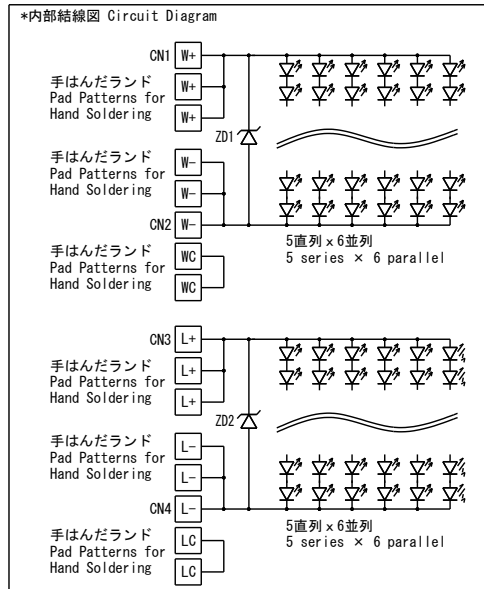 *内部結線図 Circuit Diagram
CN1 W+
手はんだランド
Pad Patterns for
Hand Soldering
W+
W+
ZD1
手はんだランド
Pad Patterns for
Hand Soldering
W-
W-
CN2 W-
5直列x6並列
5 series × 6 parallel
手はんだランド
Pad Patterns for
Hand Soldering
WC
WC
CN3 L+
手はんだランド
Pad Patterns for
Hand Soldering
L+
L+
ZD2
手はんだランド
Pad Patterns for
Hand Soldering
L-
L-
CN4 L-
5直列x6並列
5 series × 6 parallel
手はんだランド
Pad Patterns for
Hand Soldering
LC
LC